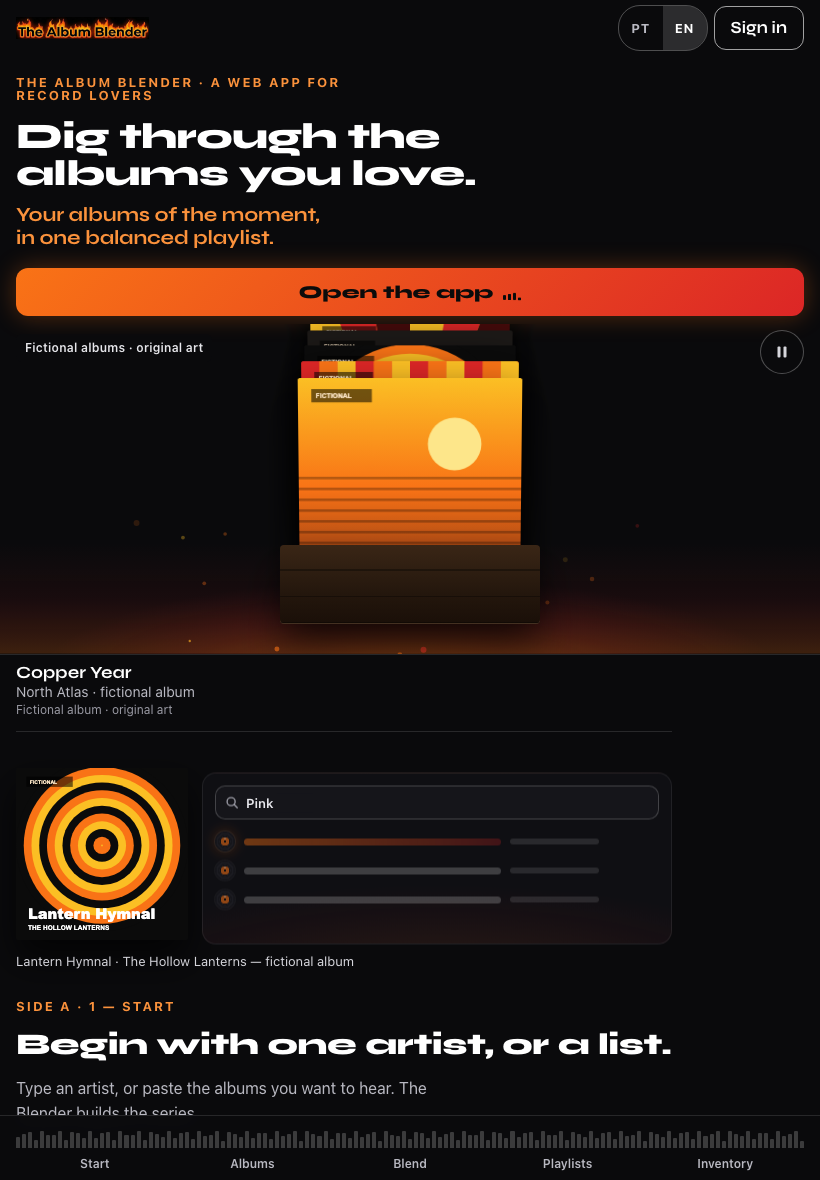 The Album Blender
PT
EN
Sign in
THE ALBUM BLENDER · A WEB APP FOR
RECORD LOVERS
Dig through the
albums you love.
Your albums of the moment,
in one balanced playlist.
Open the app
Fictional albums · original art
FICTIONAL
Copper Year
North Atlas · fictional album
Fictional album · original art
FICTIONAL
Lantern Hymnal
THE HOLLOW LANTERNS
Pink
Lantern Hymnal · The Hollow Lanterns — fictional album
SIDE A · 1 — START
Begin with one artist, or a list.
Type an artist, or paste the albums you want to hear. The
Blender builds the series
Start
Albums
Blend
Playlists
Inventory